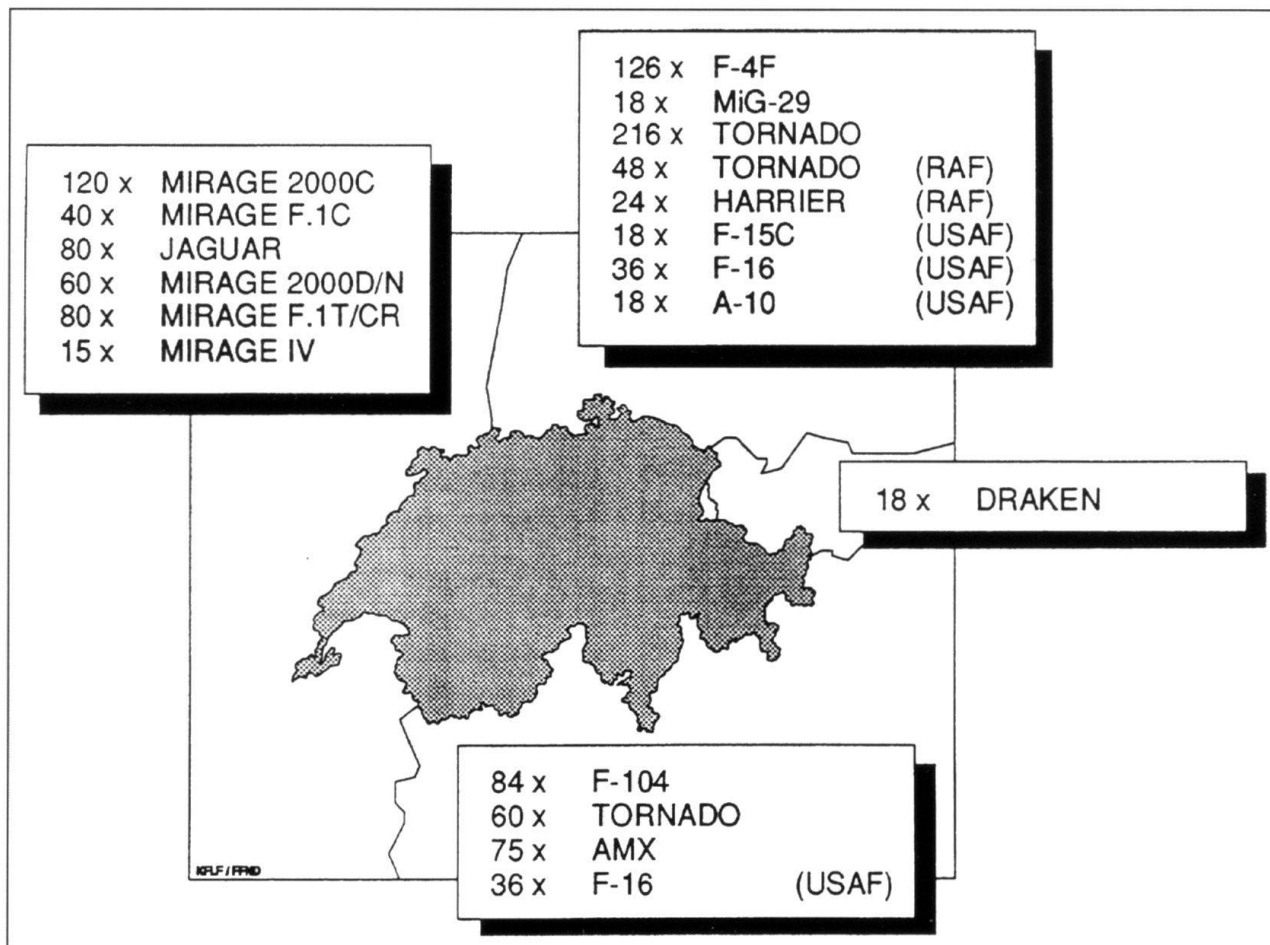 126 x F-4F
18 x MiG-29
216 x TORNADO
48 x TORNADO (RAF)
24 x HARRIER (RAF)
18 x F-15C (USAF)
36 x F-16 (USAF)
18 x A-10 (USAF)
120 x MIRAGE 2000C
40 x MIRAGE F.1C
80 x JAGUAR
60 x MIRAGE 2000D/N
80 x MIRAGE F.1T/CR
15 x MIRAGE IV
18 x DRAKEN
84 x F-104
60 x TORNADO
75 x AMX
36 x F-16 (USAF)